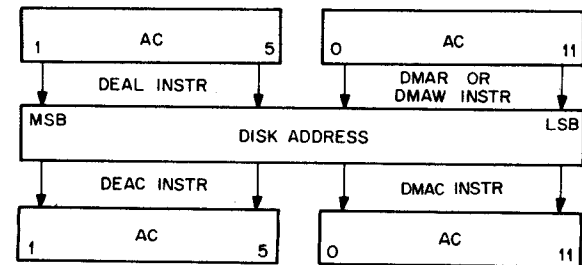 AC AC
1 5 0 11
DEAL INSTR DMAR OR
DMAW INSTR
MSB LSB
DISK ADDRESS
DEAC INSTR DMAC INSTR
AC AC
1 5 0 11